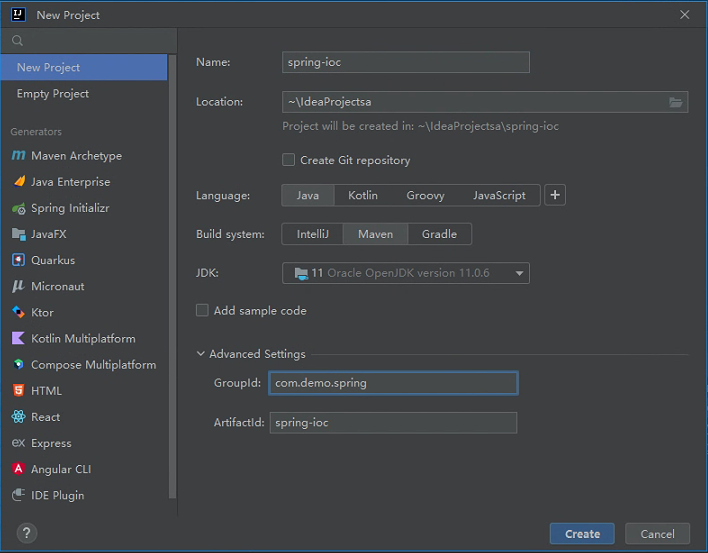 New Project
New Project
Empty Project
Generators
Maven Archetype
Java Enterprise
Spring Initializr
JavaFX
Quarkus
Micronaut
Ktor
Kotlin Multiplatform
Compose Multiplatform
HTML
React
Express
Angular CLI
IDE Plugin
Name: spring-ioc
Location: ~\IdeaProjectsa
Project will be created in: ~\IdeaProjectsa\spring-ioc
Create Git repository
Language: Java Kotlin Groovy JavaScript +
Build system: IntelliJ Maven Gradle
JDK: 11 Oracle OpenJDK version 11.0.6
Add sample code
Advanced Settings
GroupId: com.demo.spring
ArtifactId: spring-ioc
? Create Cancel